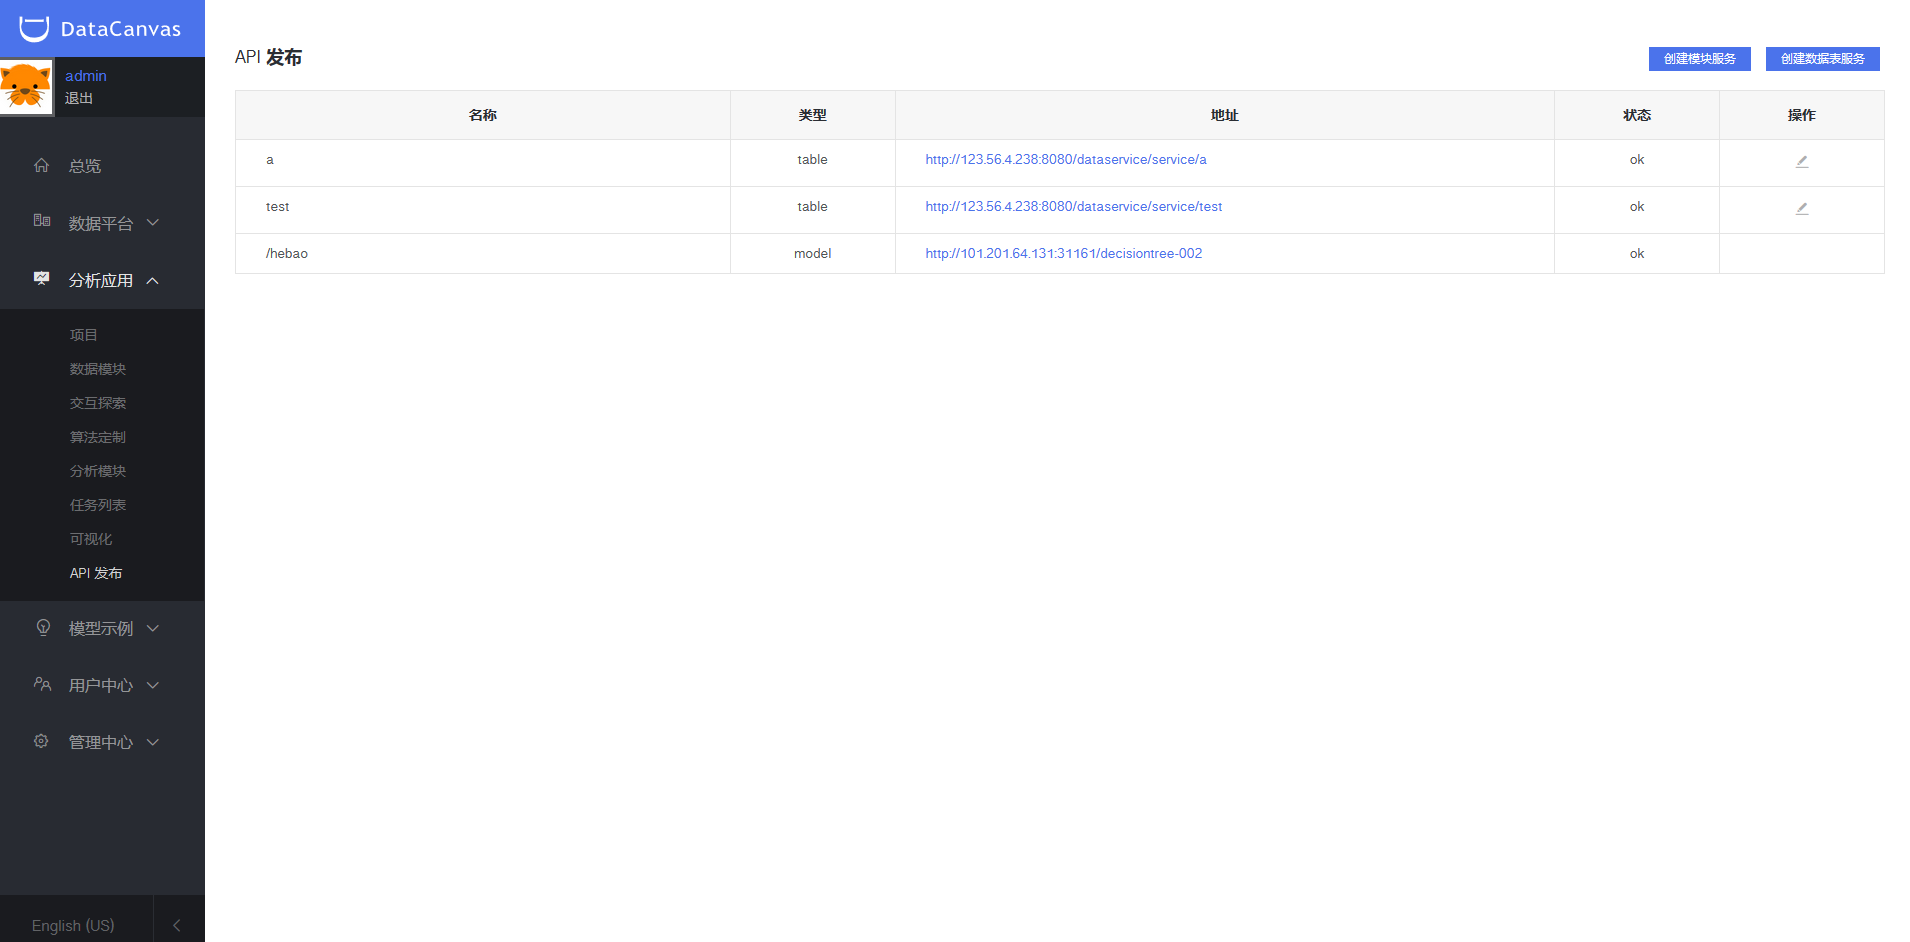 DataCanvas
admin
退出
总览
数据平台
分析应用
项目
数据模块
交互探索
算法定制
分析模块
任务列表
可视化
API 发布
模型示例
用户中心
管理中心
English (US)
API 发布
创建模块服务 创建数据表服务
名称 类型 地址 状态 操作
a table http://123.56.4.238:8080/dataservice/service/a ok
test table http://123.56.4.238:8080/dataservice/service/test ok
/hebao model http://101.201.64.131:31161/decisiontree-002 ok